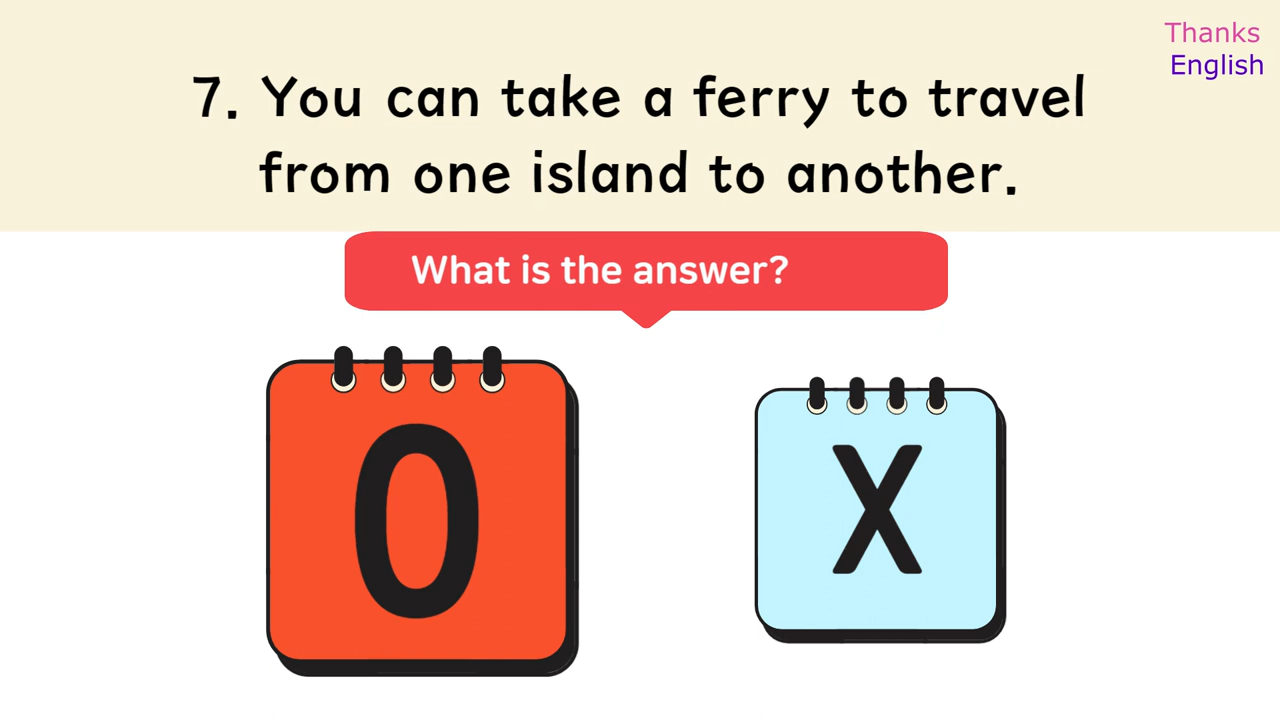 Thanks
English
7. You can take a ferry to travel
from one island to another.
What is the answer?
O
X